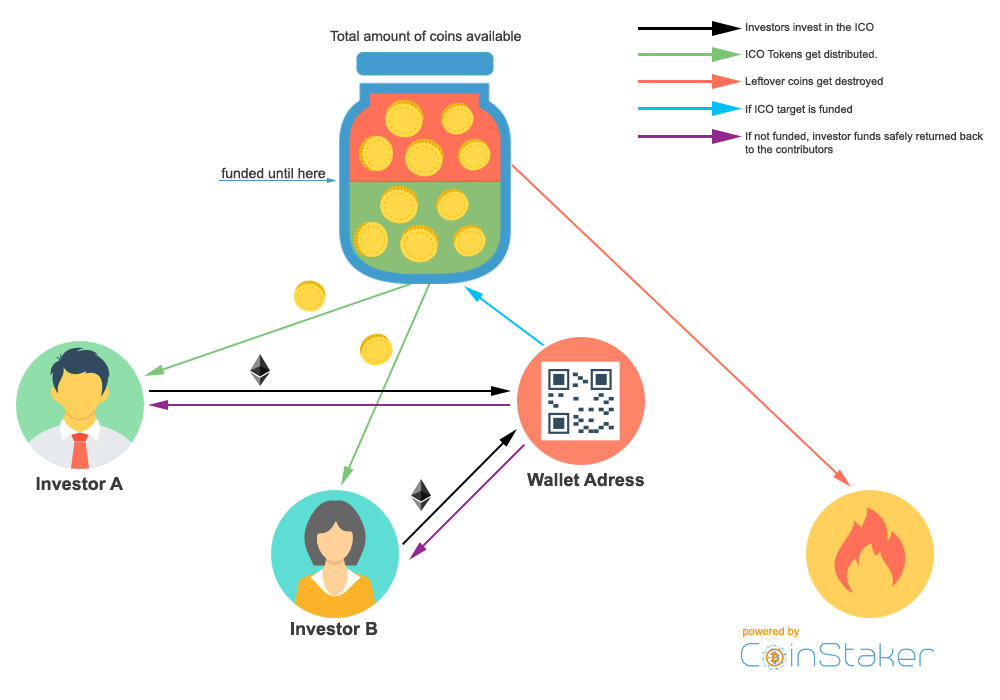 Total amount of coins available
Investors invest in the ICO
ICO Tokens get distributed.
Leftover coins get destroyed
If ICO target is funded
If not funded, investor funds safely returned back
to the contributors
funded until here
Investor A
Wallet Adress
Investor B
powered by
CoinStaker